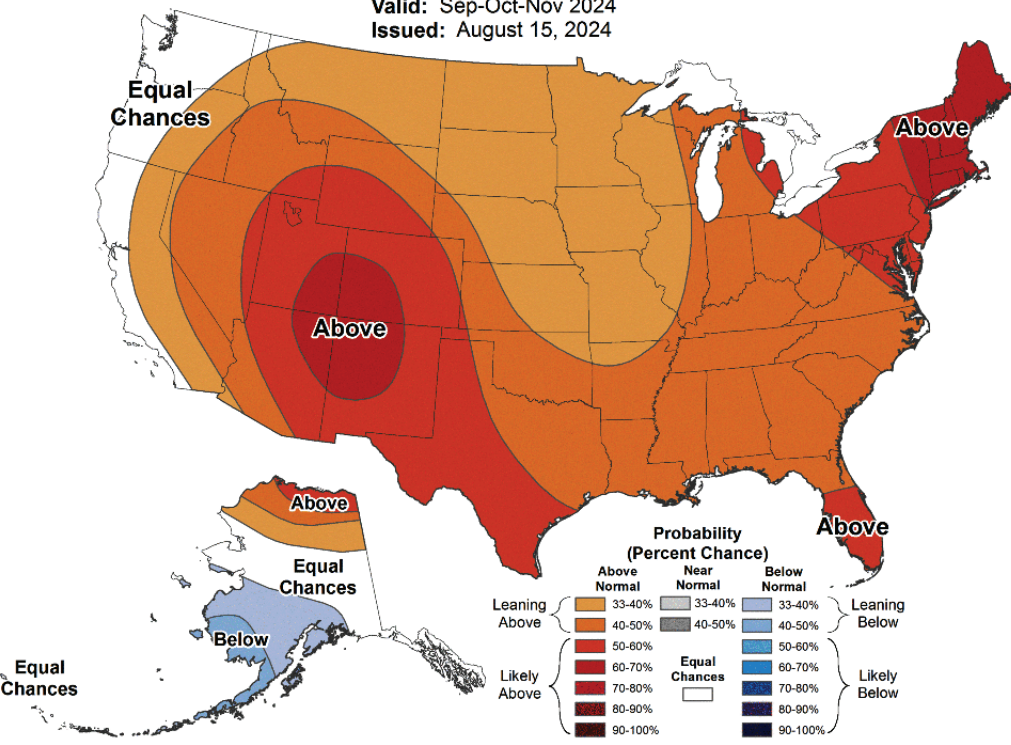 Valid: Sep-Oct-Nov 2024
Issued: August 15, 2024
Equal
Chances
Above
Above
Above
Above
Equal
Chances
Below
Equal
Chances
Probability
(Percent Chance)
Above
Normal
Near
Normal
Below
Normal
Leaning
Above
33-40%
33-40%
33-40%
Leaning
Below
40-50%
40-50%
40-50%
Likely
Above
50-60%
60-70%
70-80%
80-90%
90-100%
Equal
Chances
50-60%
60-70%
70-80%
80-90%
90-100%
Likely
Below